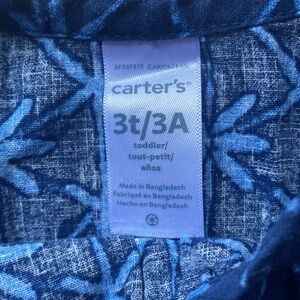 carter's®
3t/3A
toddler/
tout-petit/
años
Made in Bangladesh
Fabriqué au Bangladesh
Hecho en Bangladesh